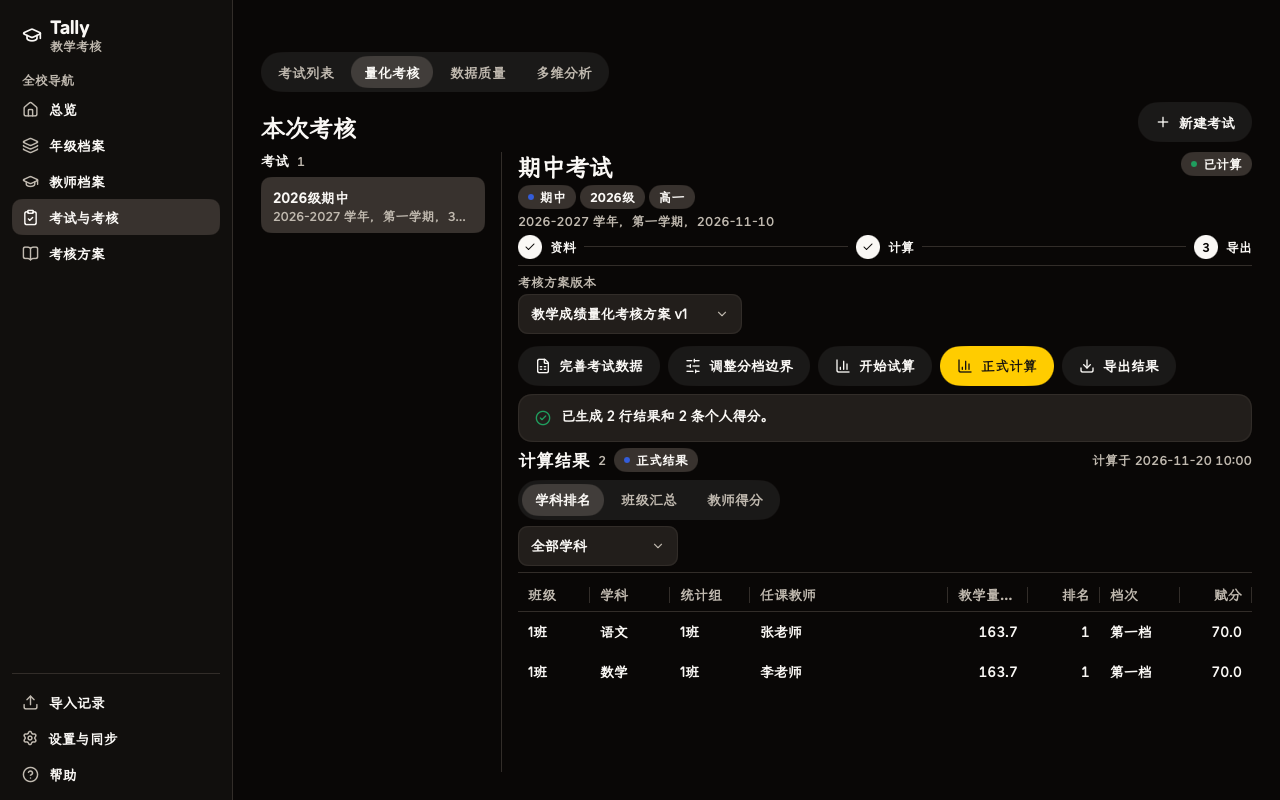 Tally
教学考核
全校导航
总览
年级档案
教师档案
考试与考核
考核方案
导入记录
设置与同步
帮助
考试列表
量化考核
数据质量
多维分析
本次考核
新建考试
考试 1
2026级期中
2026-2027 学年，第一学期，3...
期中考试
已计算
期中
2026级
高一
2026-2027 学年，第一学期，2026-11-10
资料
计算
3 导出
考核方案版本
教学成绩量化考核方案 v1
完善考试数据
调整分档边界
开始试算
正式计算
导出结果
已生成 2 行结果和 2 条个人得分。
计算结果 2 正式结果
计算于 2026-11-20 10:00
学科排名
班级汇总
教师得分
全部学科
班级 学科 统计组 任课教师 教学量... 排名 档次 赋分
1班 语文 1班 张老师 163.7 1 第一档 70.0
1班 数学 1班 李老师 163.7 1 第一档 70.0